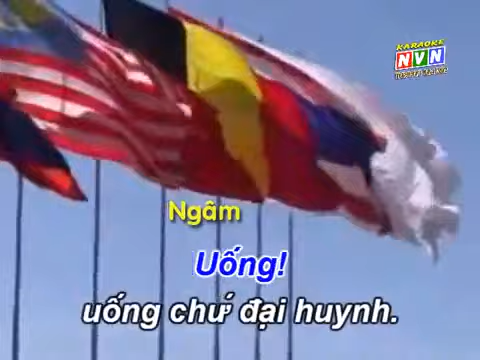 KARAOKE
NVN
Ngâm
Uống!
uống chứ đại huynh.